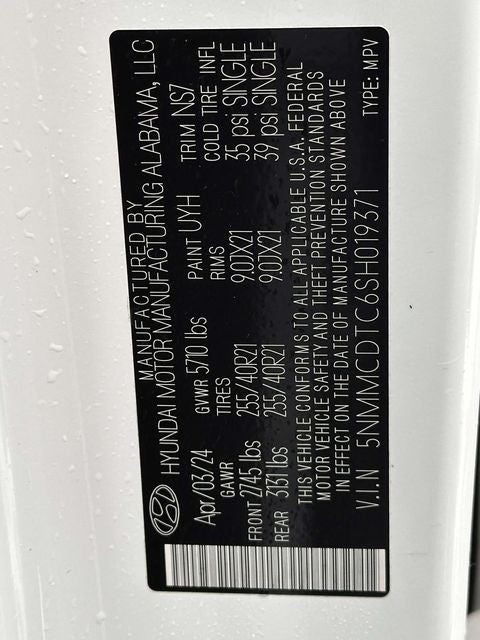 MANUFACTURED BY
HYUNDAI MOTOR MANUFACTURING ALABAMA, LLC
Apr/03/24 GVWR 5710 lbs PAINT UYH TRIM NS7
GAWR TIRES RIMS COLD TIRE INFL
FRONT 2745 lbs 255/40R21 9.0JX21 35 psi SINGLE
REAR 3131 lbs 255/40R21 9.0JX21 39 psi SINGLE
THIS VEHICLE CONFORMS TO ALL APPLICABLE U.S.A. FEDERAL
MOTOR VEHICLE SAFETY AND THEFT PREVENTION STANDARDS
IN EFFECT ON THE DATE OF MANUFACTURE SHOWN ABOVE
V.I.N 5NMMCDTC6SH019371 TYPE: MPV